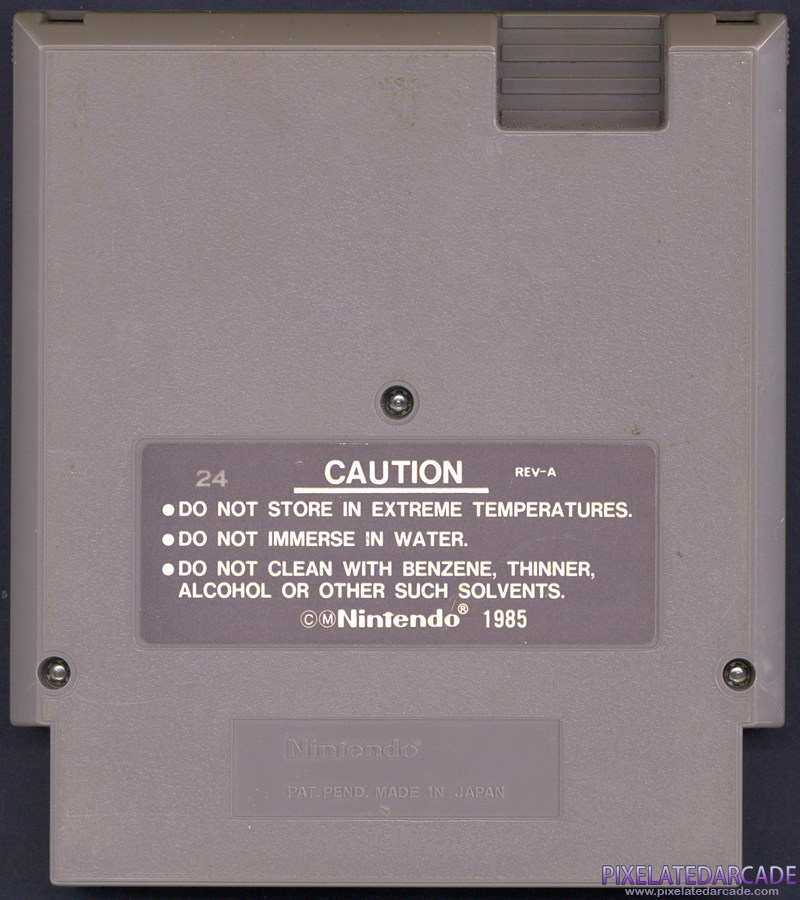 24 CAUTION REV-A
●DO NOT STORE IN EXTREME TEMPERATURES.
●DO NOT IMMERSE IN WATER.
●DO NOT CLEAN WITH BENZENE, THINNER,
ALCOHOL OR OTHER SUCH SOLVENTS.
©ⓂNintendo® 1985
Nintendo®
PAT. PEND. MADE IN JAPAN
PIXELATEDARCADE
www.pixelatedarcade.com